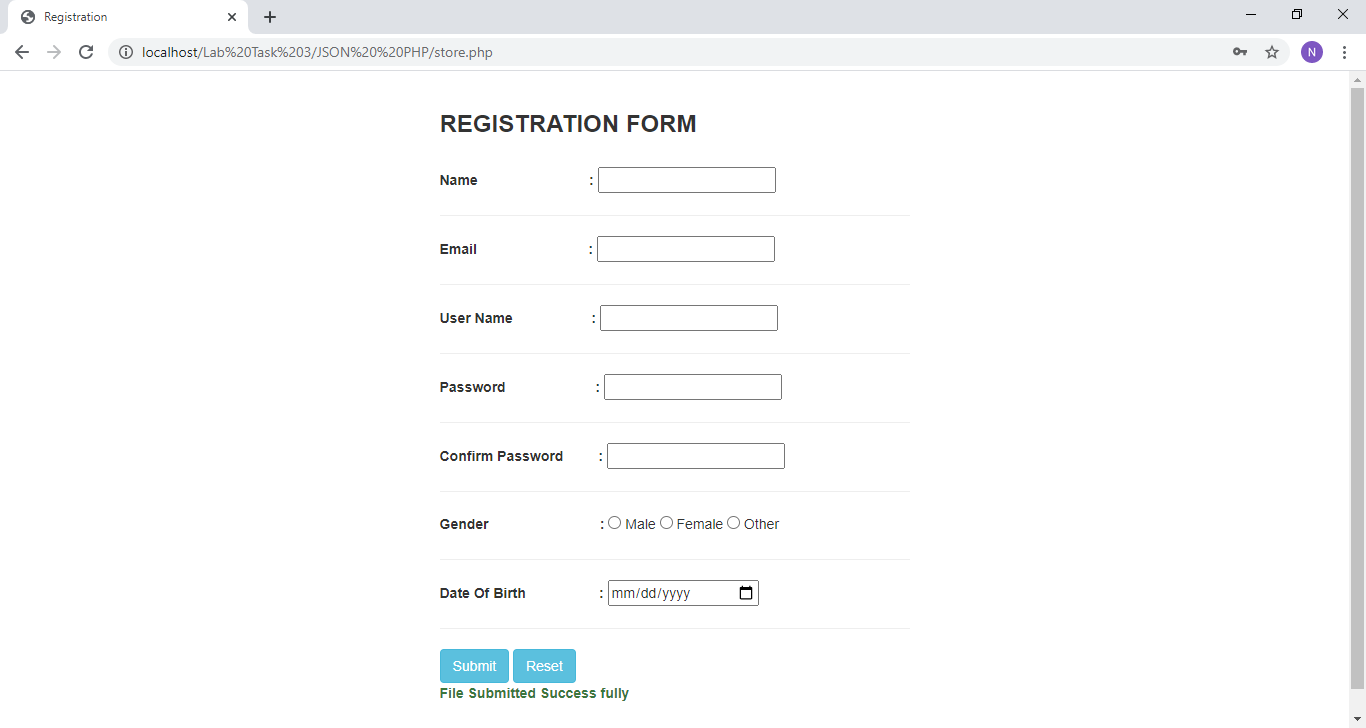 Registration
localhost/Lab%20Task%203/JSON%20%20PHP/store.php
N
REGISTRATION FORM
Name :
Email :
User Name :
Password :
Confirm Password :
Gender : Male Female Other
Date Of Birth : mm/dd/yyyy
Submit Reset
File Submitted Success fully